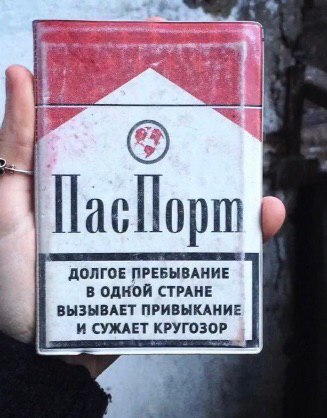 ПасПорт
ДОЛГОЕ ПРЕБЫВАНИЕ
В ОДНОЙ СТРАНЕ
ВЫЗЫВАЕТ ПРИВЫКАНИЕ
И СУЖАЕТ КРУГОЗОР